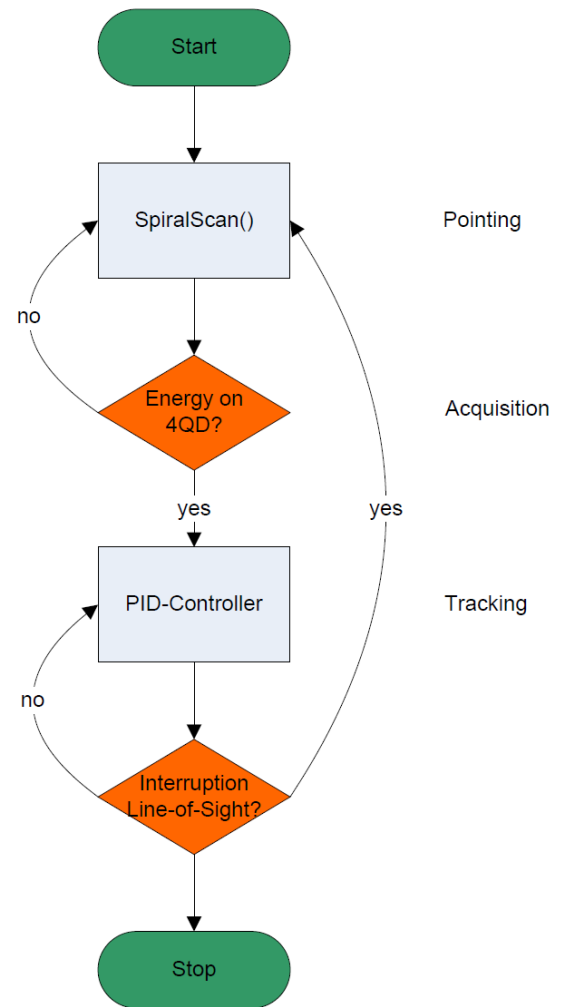 Start
SpiralScan()
Pointing
no
Energy on
4QD?
Acquisition
yes
yes
PID-Controller
Tracking
no
Interruption
Line-of-Sight?
Stop